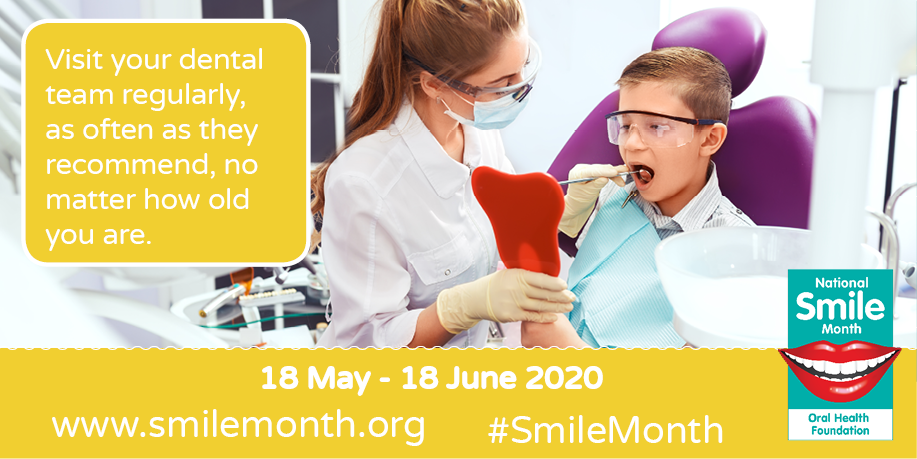 Visit your dental
team regularly,
as often as they
recommend, no
matter how old
you are.
National
Smile
Month
Oral Health
Foundation
18 May - 18 June 2020
www.smilemonth.org
#SmileMonth